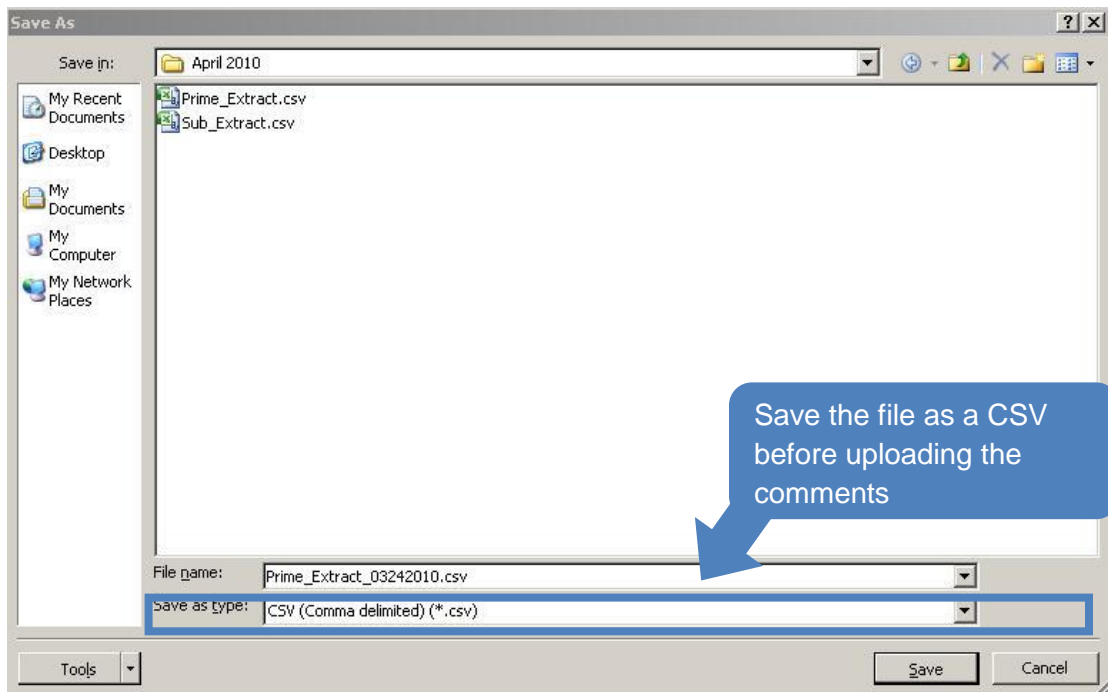 Save As
Save in:
April 2010
My Recent
Documents
Desktop
My
Documents
My
Computer
My Network
Places
Prime_Extract.csv
Sub_Extract.csv
Save the file as a CSV
before uploading the
comments
File name:
Prime_Extract_03242010.csv
Save as type:
CSV (Comma delimited) (*.csv)
Tools
Save
Cancel